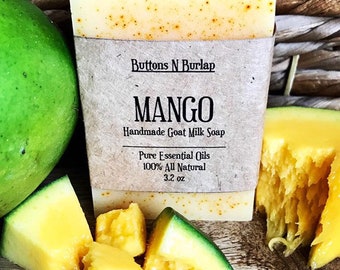 Buttons N Burlap
MANGO
Handmade Goat Milk Soap
Pure Essential Oils
100% All Natural
3.2 oz